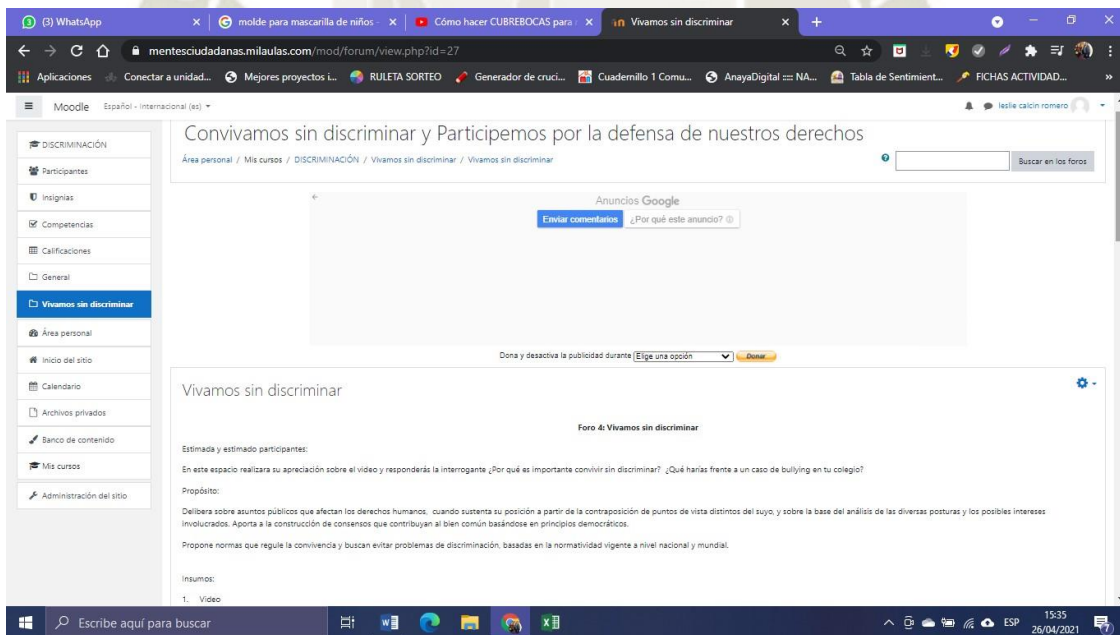 (3) WhatsApp
molde para mascarilla de niños -
Cómo hacer CUBREBOCAS para
Vivamos sin discriminar
mentesciudadanas.milaulas.com/mod/forum/view.php?id=27
Aplicaciones
Conectar a unidad...
Mejores proyectos i...
RULETA SORTEO
Generador de cruci...
Cuadernillo 1 Comu...
AnayaDigital :::: NA...
Tabla de Sentimient...
FICHAS ACTIVIDAD...
»
Moodle Español - Internacional (es)
leslie calcin romero
DISCRIMINACIÓN
Participantes
Insignias
Competencias
Calificaciones
General
Vivamos sin discriminar
Área personal
Inicio del sitio
Calendario
Archivos privados
Banco de contenido
Mis cursos
Administración del sitio
Convivamos sin discriminar y Participemos por la defensa de nuestros derechos
Área personal / Mis cursos / DISCRIMINACIÓN / Vivamos sin discriminar / Vivamos sin discriminar
Buscar en los foros
Anuncios Google
Enviar comentarios ¿Por qué este anuncio?
Dona y desactiva la publicidad durante Elige una opción Donar
Vivamos sin discriminar
Foro 4: Vivamos sin discriminar
Estimada y estimado participantes:
En este espacio realizara su apreciación sobre el video y responderás la interrogante ¿Por qué es importante convivir sin discriminar? ¿Qué harías frente a un caso de bullying en tu colegio?
Propósito:
Delibera sobre asuntos públicos que afectan los derechos humanos, cuando sustenta su posición a partir de la contraposición de puntos de vista distintos del suyo, y sobre la base del análisis de las diversas posturas y los posibles intereses
involucrados. Aporta a la construcción de consensos que contribuyan al bien común basándose en principios democráticos.
Propone normas que regule la convivencia y buscan evitar problemas de discriminación, basadas en la normatividad vigente a nivel nacional y mundial.
Insumos:
1. Video
Escribe aquí para buscar
ESP
15:35
26/04/2021